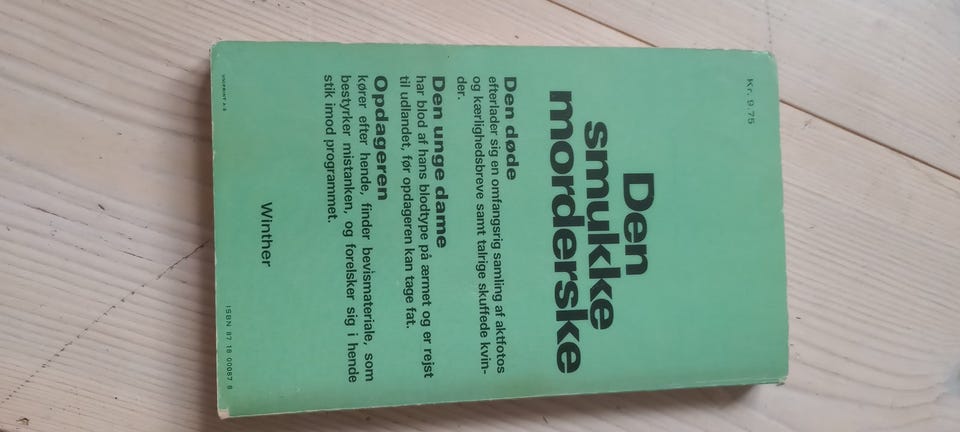 Kr. 9.75
Den
smukke
morderske
Den døde
efterlader sig en omfangsrig samling af aktfotos
og kærlighedsbreve samt talrige skuffede kvin-
der.
Den unge dame
har blod af hans blodtype på ærmet og er rejst
til udlandet, før opdageren kan tage fat.
Opdageren
kører efter hende, finder bevismateriale, som
bestyrker mistanken, og forelsker sig i hende
stik imod programmet.
Winther
ISBN 87 18 00087 8